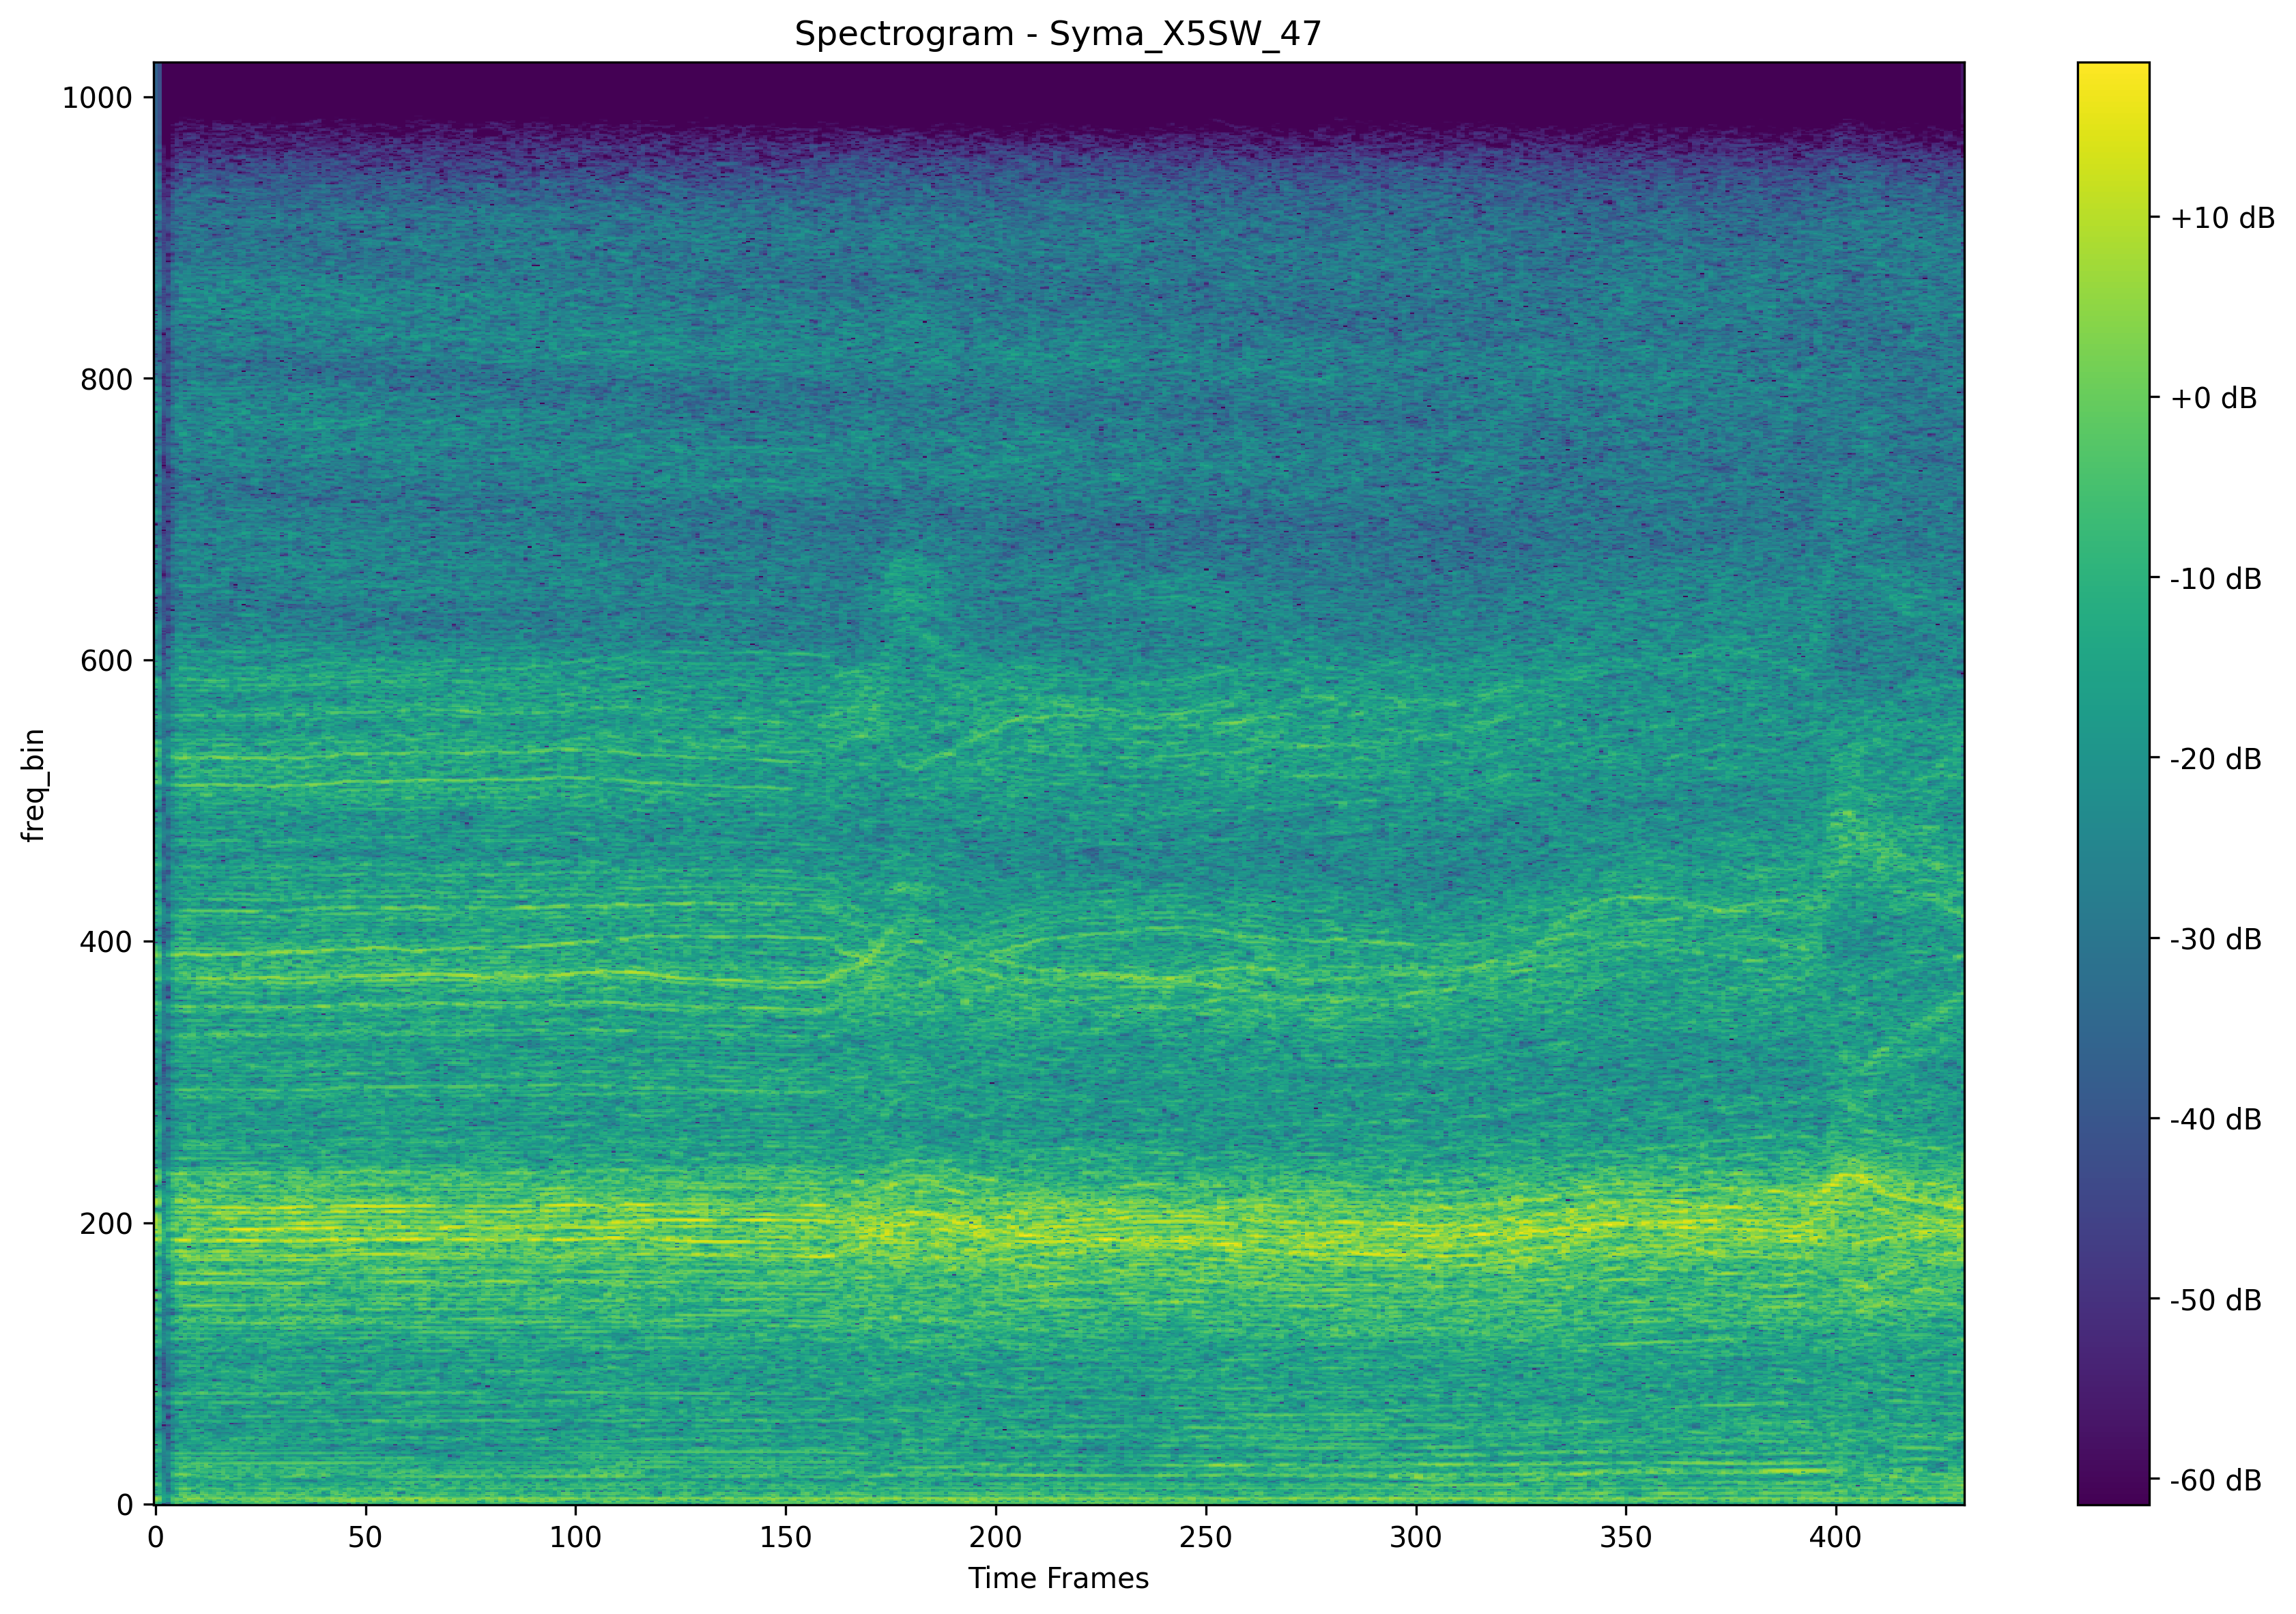 Spectrogram - Syma_X5SW_47
1000
800
600
400
200
0
freq_bin
0 50 100 150 200 250 300 350 400
Time Frames
+10 dB
+0 dB
-10 dB
-20 dB
-30 dB
-40 dB
-50 dB
-60 dB